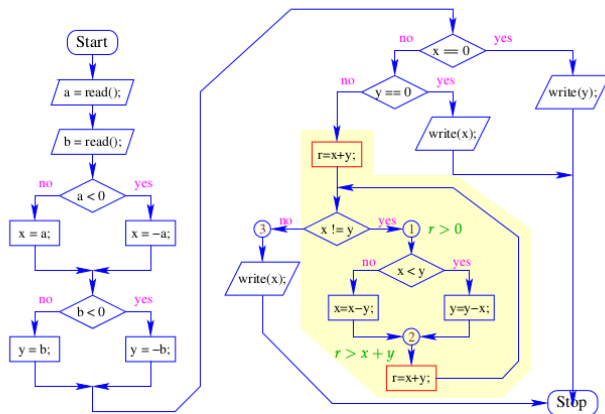 Start
a = read();
b = read();
no
a < 0
yes
x = a;
x = −a;
no
b < 0
yes
y = b;
y = −b;
no
x == 0
yes
no
y == 0
yes
write(y);
write(x);
r=x+y;
3
no
x != y
yes
1
r > 0
write(x);
no
x < y
yes
x=x−y;
y=y−x;
2
r > x + y
r=x+y;
Stop